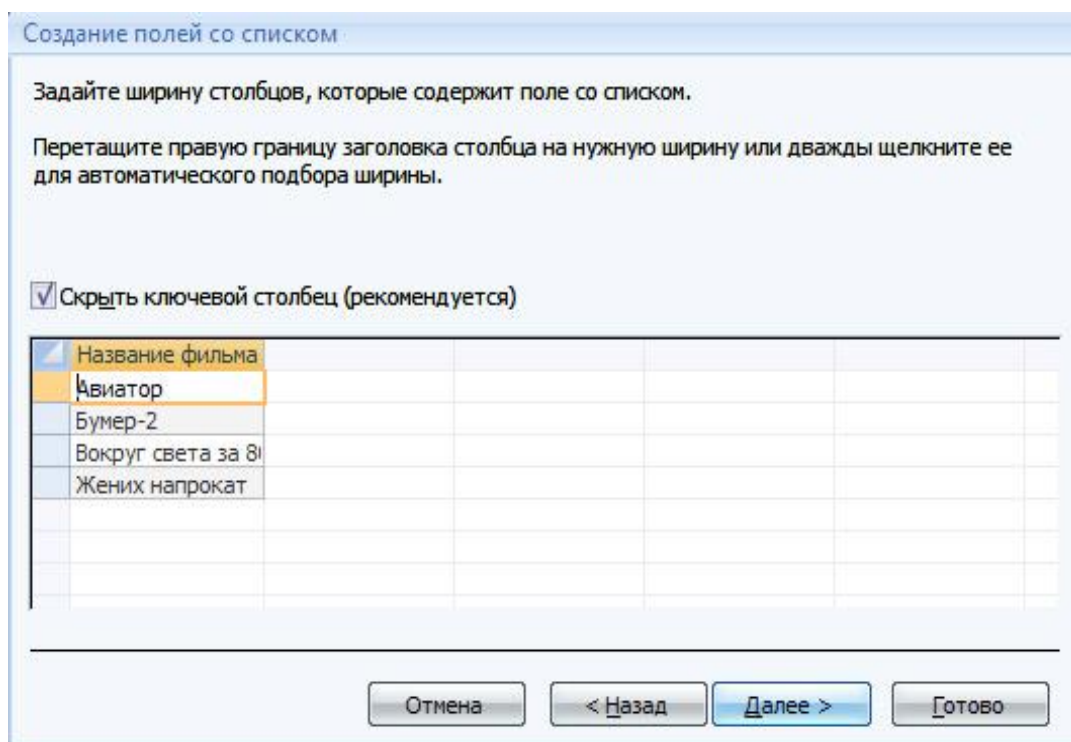 Создание полей со списком
Задайте ширину столбцов, которые содержит поле со списком.
Перетащите правую границу заголовка столбца на нужную ширину или дважды щелкните ее
для автоматического подбора ширины.
Скрыть ключевой столбец (рекомендуется)
Название фильма
Авиатор
Бумер-2
Вокруг света за 8
Жених напрокат
Отмена < Назад Далее > Готово